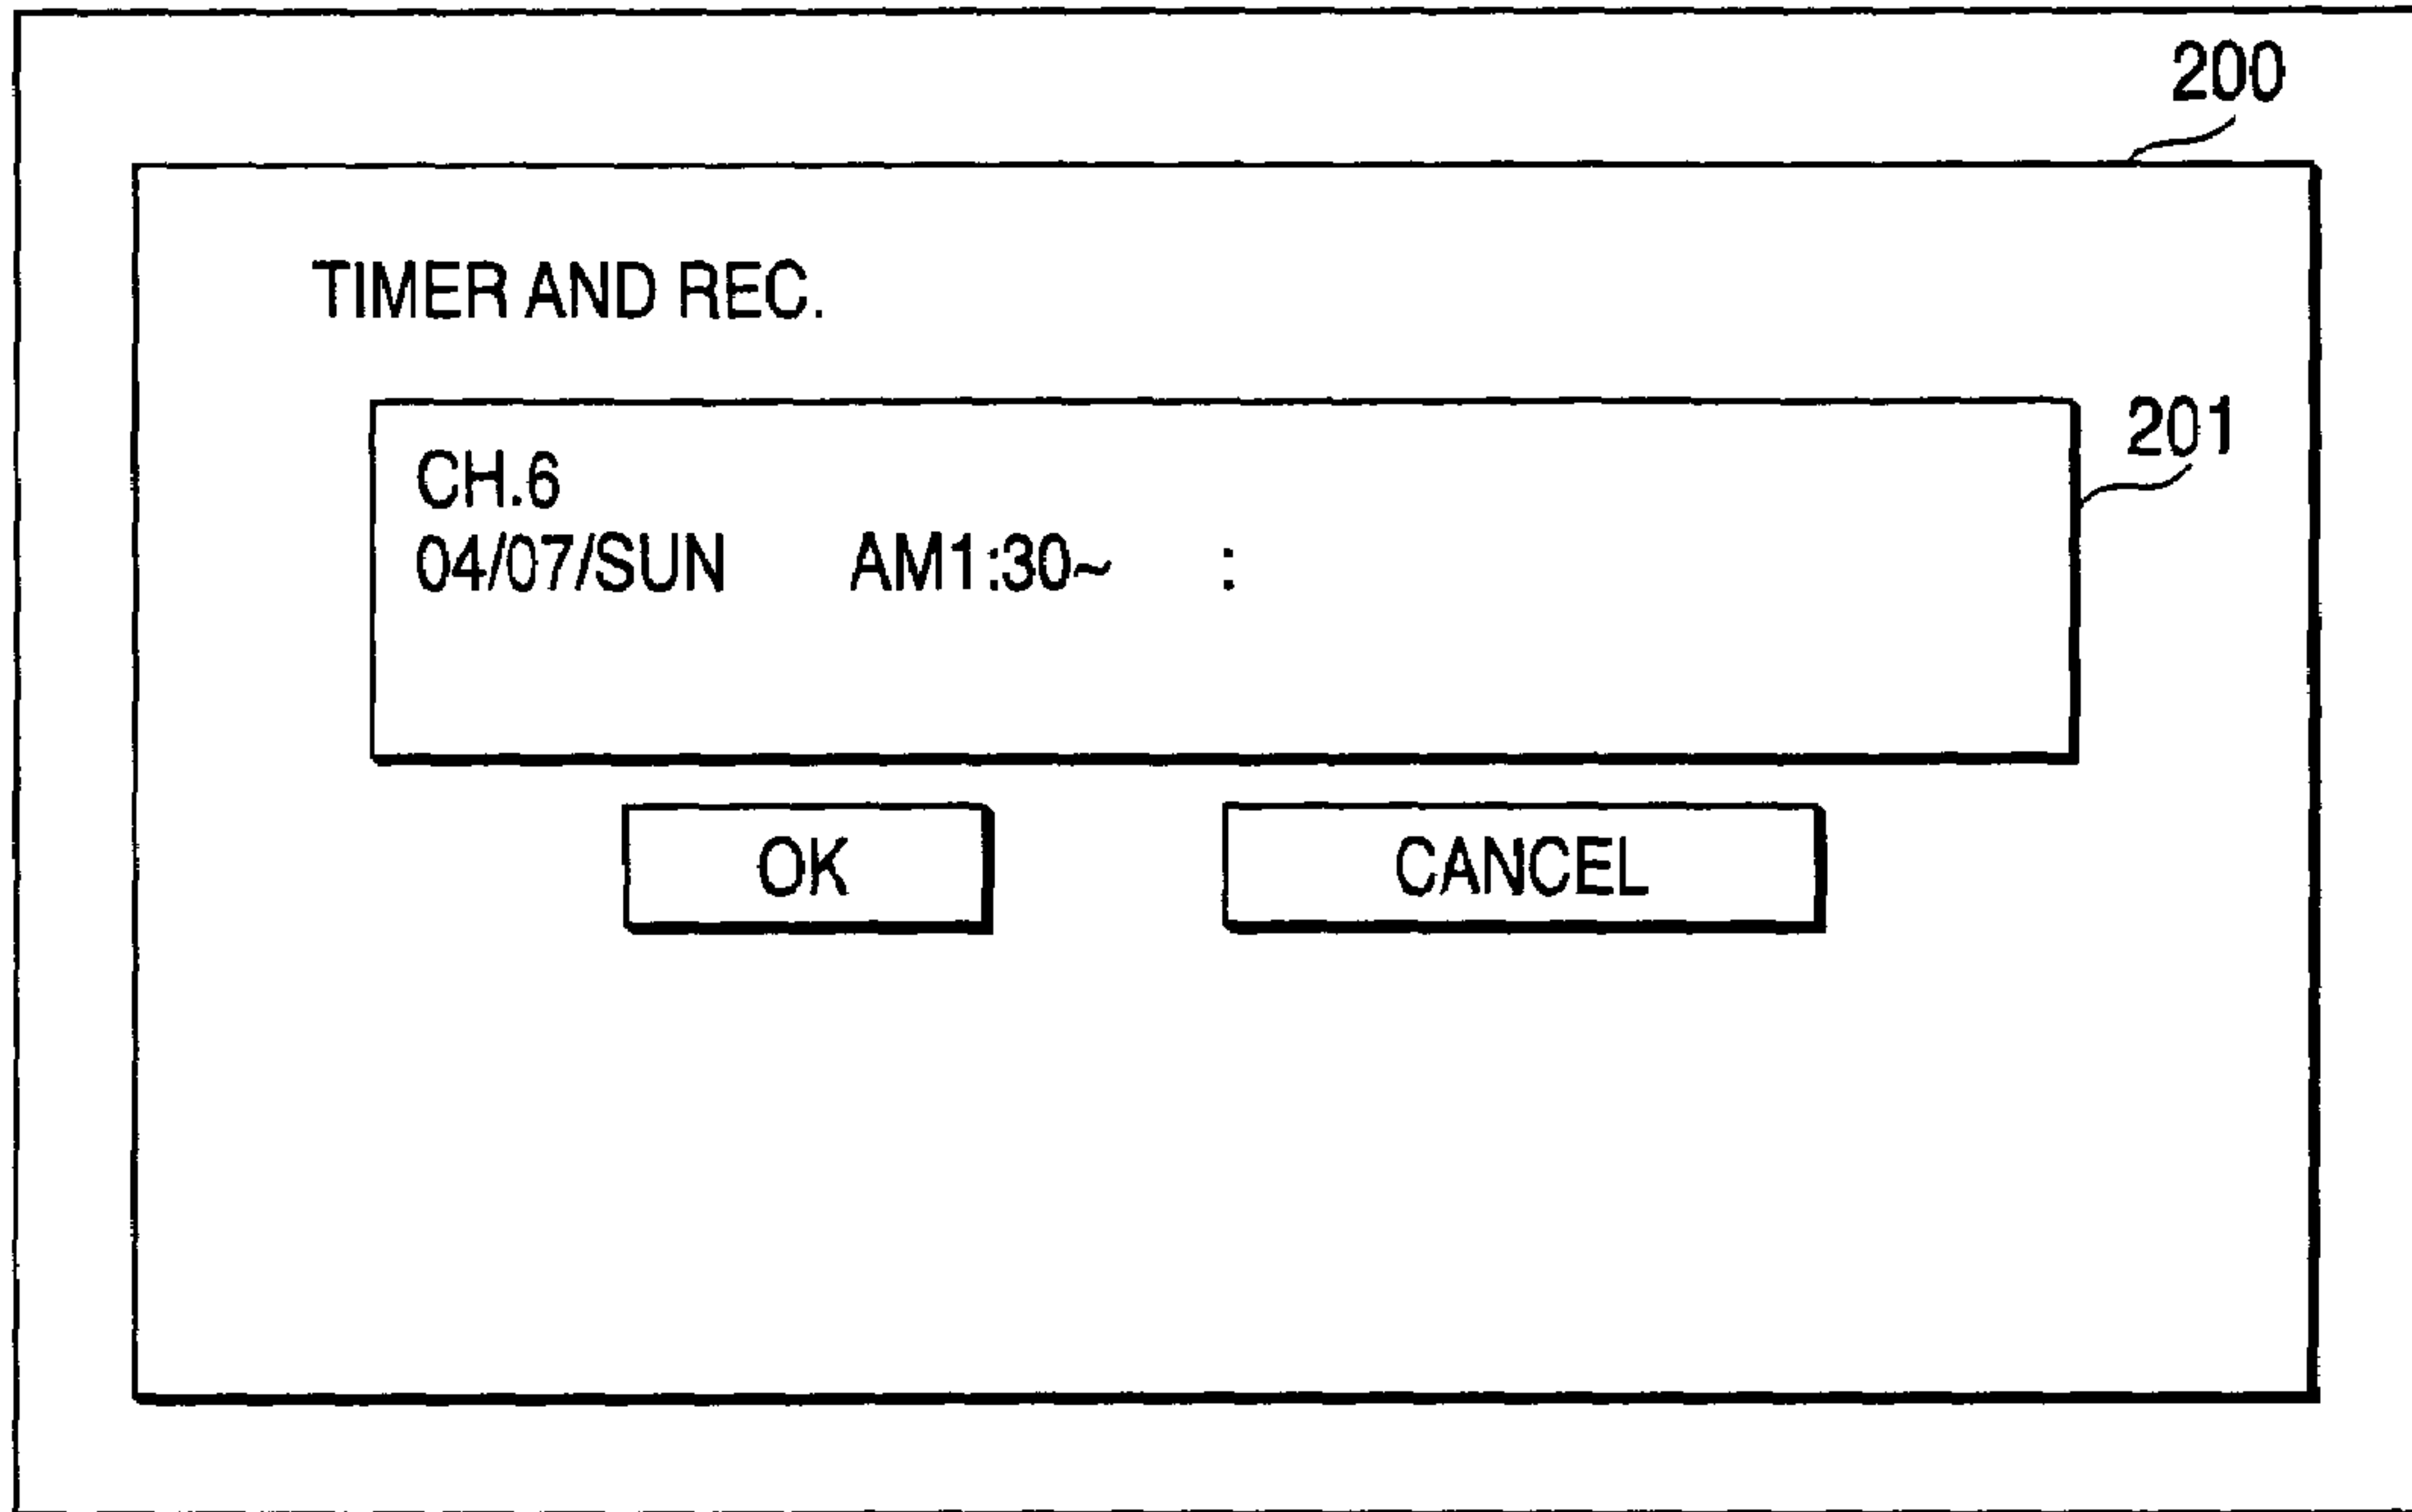 200
TIMER AND REC.
201
CH.6
04/07/SUN AM1:30~ :
OK CANCEL